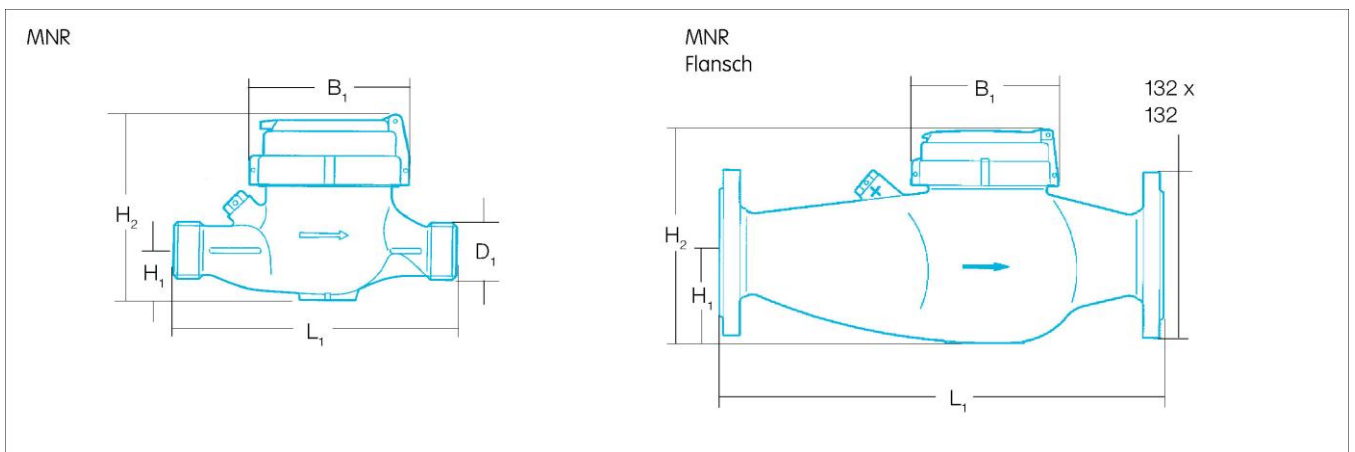 MNR
B₁
H₂
H₁
D₁
L₁
MNR
Flansch
B₁
132 x
132
H₂
H₁
L₁